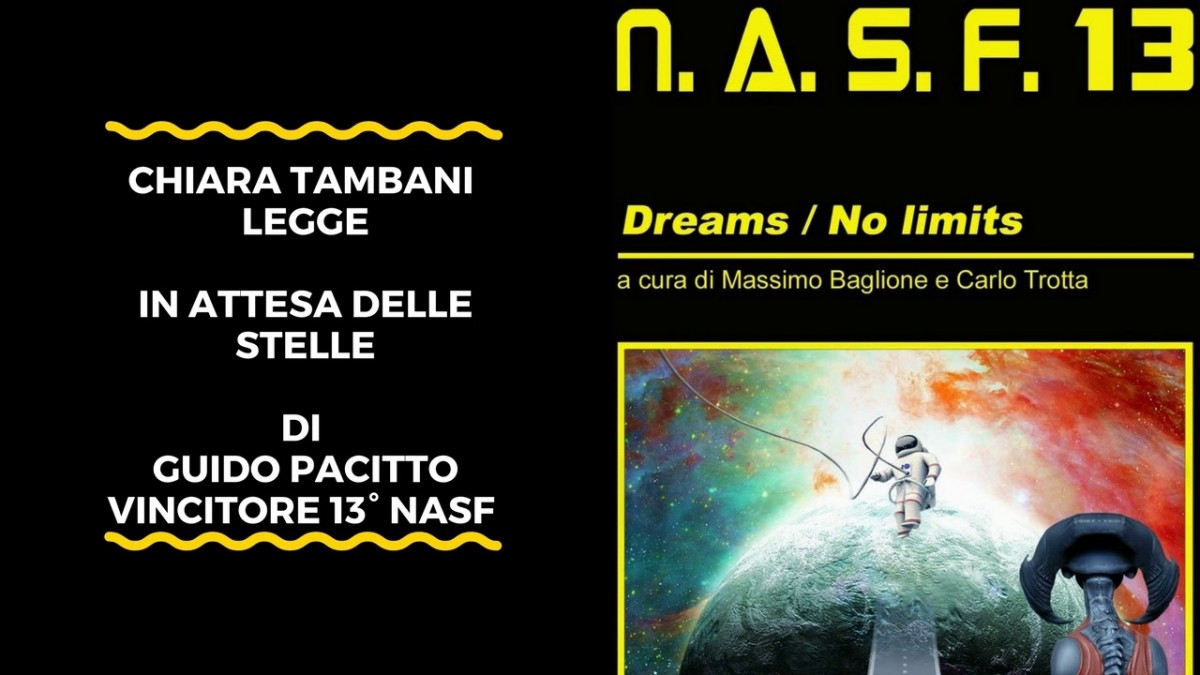 CHIARA TAMBANI
LEGGE
IN ATTESA DELLE
STELLE
DI
GUIDO PACITTO
VINCITORE 13° NASF
N.A.S.F. 13
Dreams / No limits
a cura di Massimo Baglione e Carlo Trotta